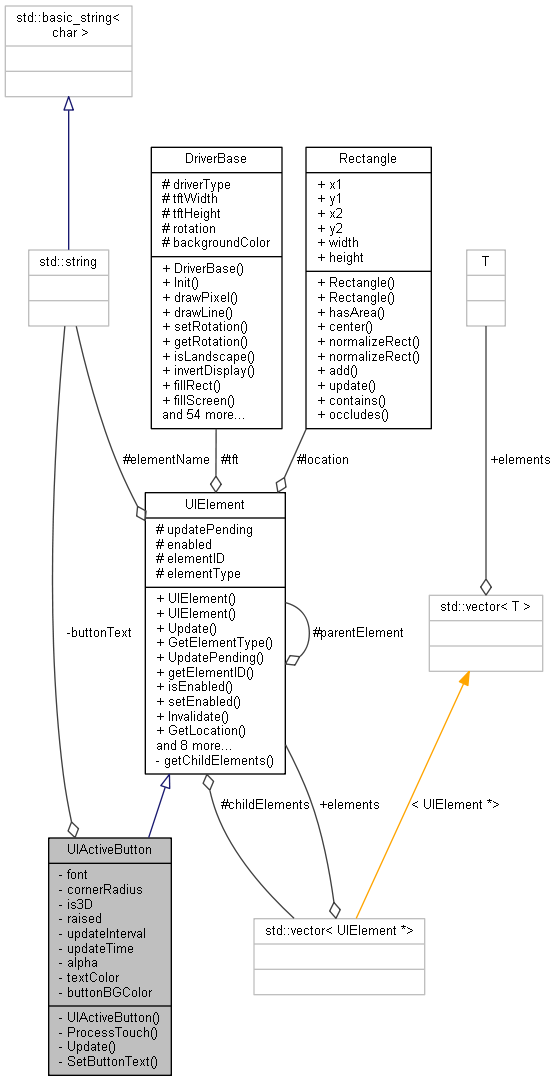 std::basic_string<
char >
DriverBase
# driverType
# tftWidth
# tftHeight
# rotation
# backgroundColor
+ DriverBase()
+ Init()
+ drawPixel()
+ drawLine()
+ setRotation()
+ getRotation()
+ isLandscape()
+ invertDisplay()
+ fillRect()
+ fillScreen()
and 54 more...
Rectangle
+ x1
+ y1
+ x2
+ y2
+ width
+ height
+ Rectangle()
+ Rectangle()
+ hasArea()
+ center()
+ normalizeRect()
+ normalizeRect()
+ add()
+ update()
+ contains()
+ occludes()
std::string
T
#elementName
#tft
#location
+elements
UIElement
# updatePending
# enabled
# elementID
# elementType
+ UIElement()
+ UIElement()
+ Update()
+ GetElementType()
+ UpdatePending()
+ getElementID()
+ isEnabled()
+ setEnabled()
+ Invalidate()
+ GetLocation()
and 8 more...
- getChildElements()
std::vector< T >
-buttonText
#parentElement
#childElements
+elements
< UIElement *>
UIActiveButton
- font
- cornerRadius
- is3D
- raised
- updateInterval
- updateTime
- alpha
- textColor
- buttonBGColor
- UIActiveButton()
- ProcessTouch()
- Update()
- SetButtonText()
std::vector< UIElement *>